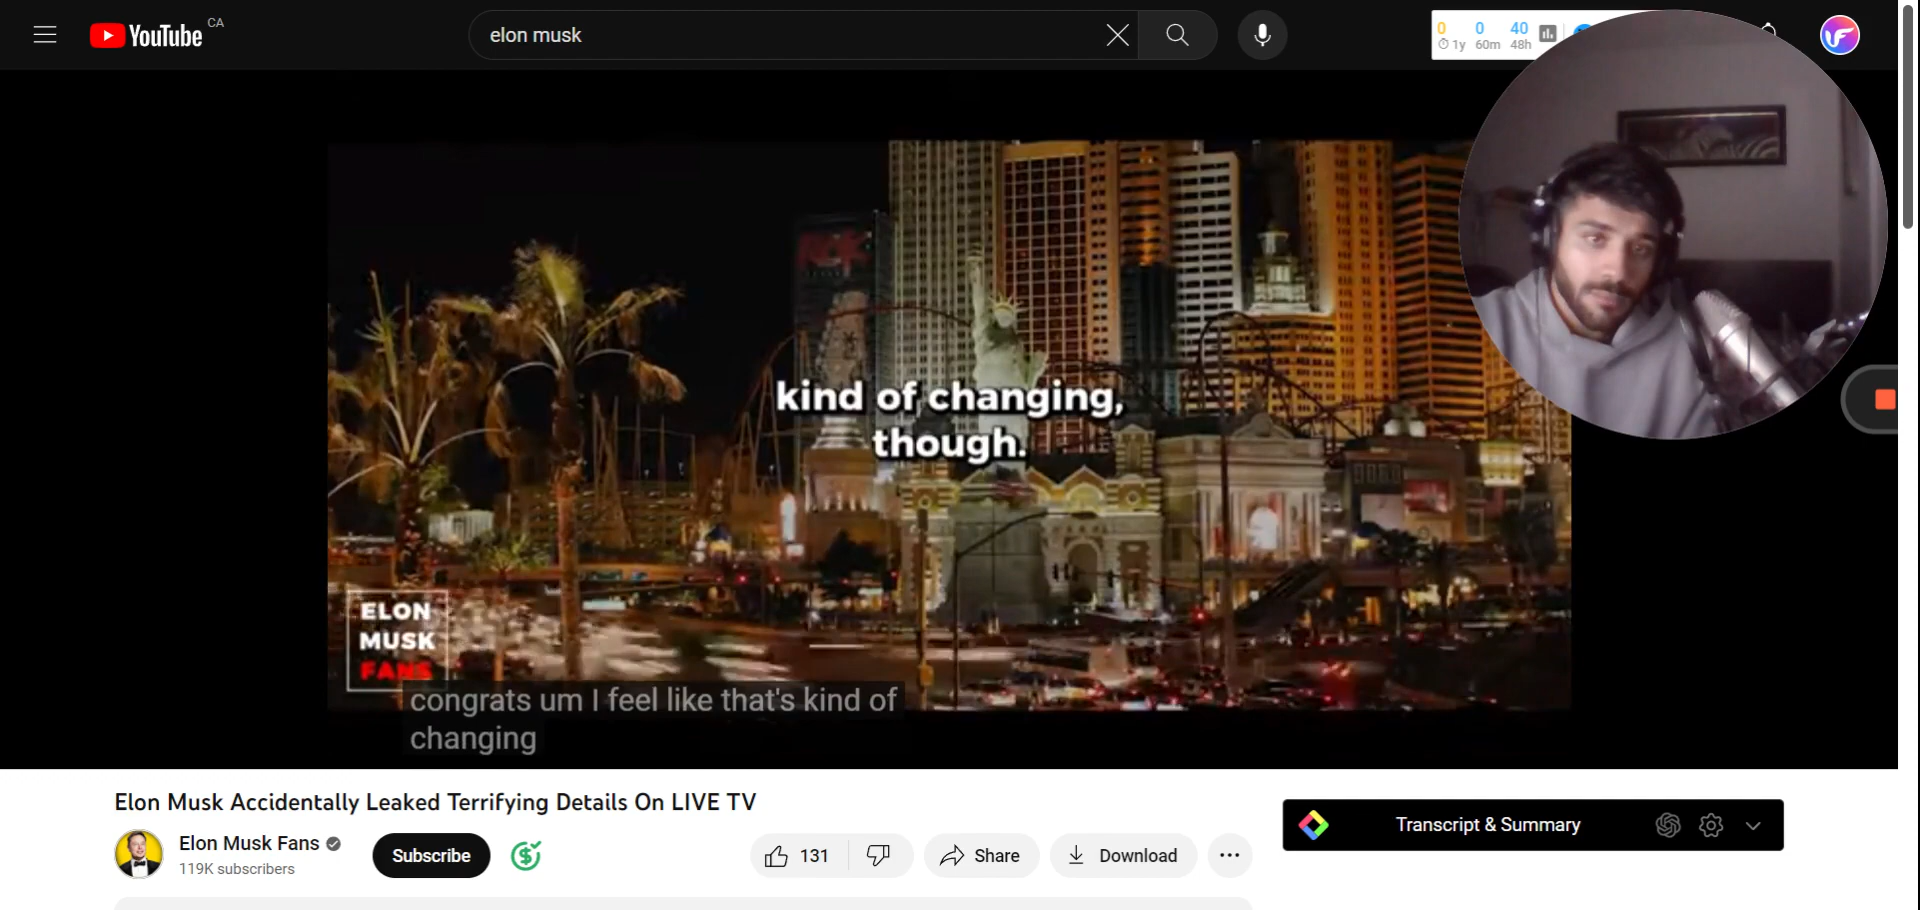 YouTube CA
elon musk
0 0 40
1y 60m 48h
kind of changing,
though.
ELON
MUSK
FANS
congrats um I feel like that's kind of
changing
Elon Musk Accidentally Leaked Terrifying Details On LIVE TV
Elon Musk Fans
119K subscribers
Subscribe
131
Share
Download
Transcript & Summary